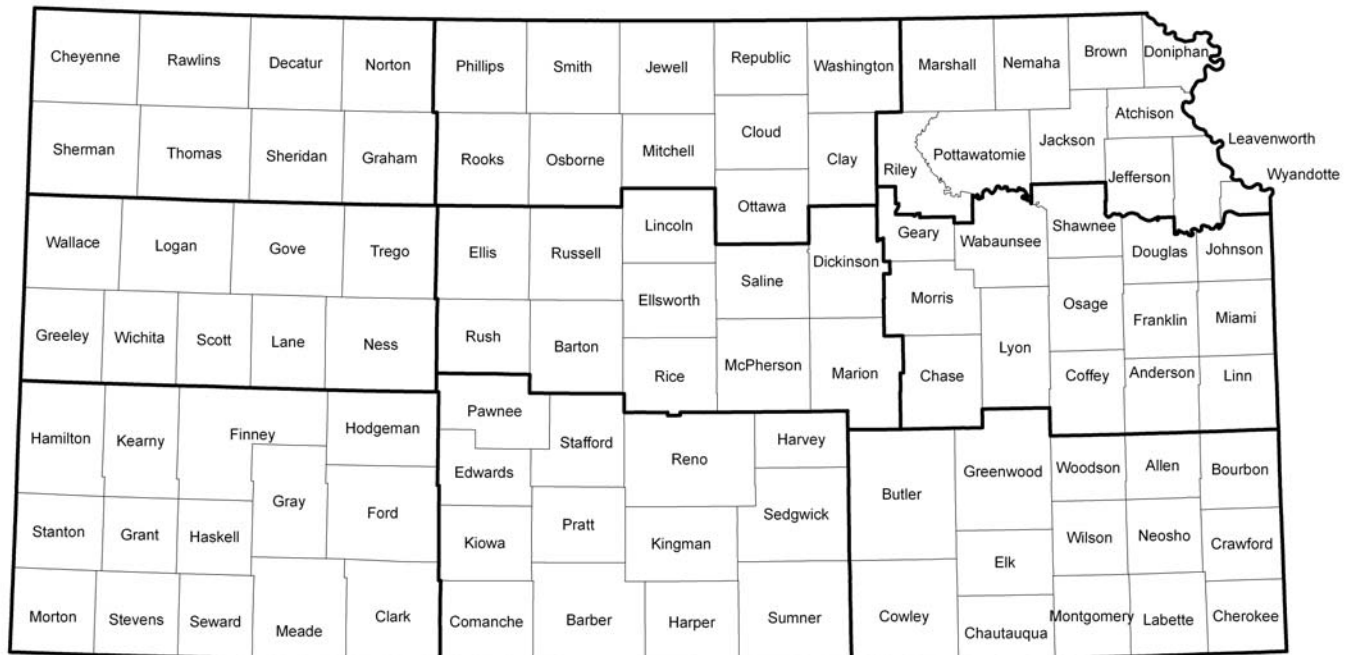 Cheyenne
Rawlins
Decatur
Norton
Phillips
Smith
Jewell
Republic
Washington
Marshall
Nemaha
Brown
Doniphan
Sherman
Thomas
Sheridan
Graham
Rooks
Osborne
Mitchell
Cloud
Clay
Riley
Pottawatomie
Jackson
Atchison
Jefferson
Leavenworth
Wyandotte
Wallace
Logan
Gove
Trego
Ellis
Russell
Lincoln
Ottawa
Saline
Dickinson
Geary
Wabaunsee
Shawnee
Douglas
Johnson
Greeley
Wichita
Scott
Lane
Ness
Rush
Barton
Ellsworth
Rice
McPherson
Marion
Morris
Chase
Lyon
Osage
Coffey
Franklin
Anderson
Miami
Linn
Hamilton
Kearny
Finney
Hodgeman
Pawnee
Edwards
Stafford
Reno
Harvey
Butler
Greenwood
Woodson
Allen
Bourbon
Stanton
Grant
Haskell
Gray
Ford
Kiowa
Pratt
Kingman
Sedgwick
Elk
Wilson
Neosho
Crawford
Morton
Stevens
Seward
Meade
Clark
Comanche
Barber
Harper
Sumner
Cowley
Chautauqua
Montgomery
Labette
Cherokee